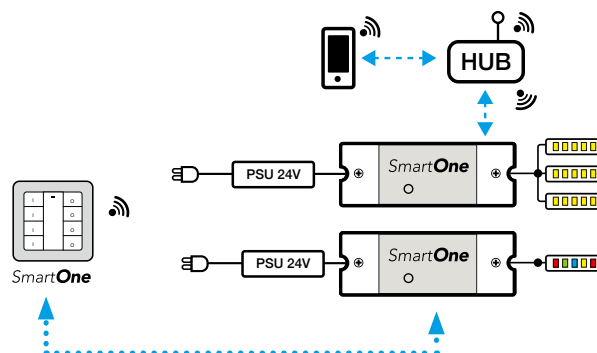 HUB
PSU 24V
SmartOne
I O
I O
I O
I O
SmartOne
PSU 24V
SmartOne